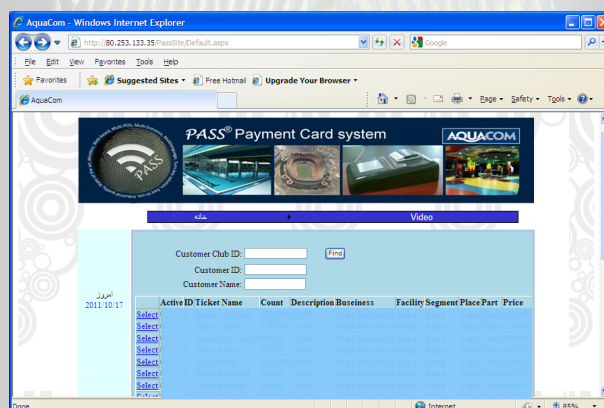 AquaCom - Windows Internet Explorer
http://80.253.133.35/PassSite/Default.aspx
Google
File Edit View Favorites Tools Help
Favorites Suggested Sites Free Hotmail Upgrade Your Browser
AquaCom
Page Safety Tools
PASS® Payment Card system
AQUACOM
PASS
خانه Video
Customer Club ID: Find
Customer ID:
Customer Name:
امروز
2011/10/17
Active ID Ticket Name Count Description Buseiness Facility Segment Place Part Price
Select
Select
Select
Select
Select
Select
Select
Done Internet 85%